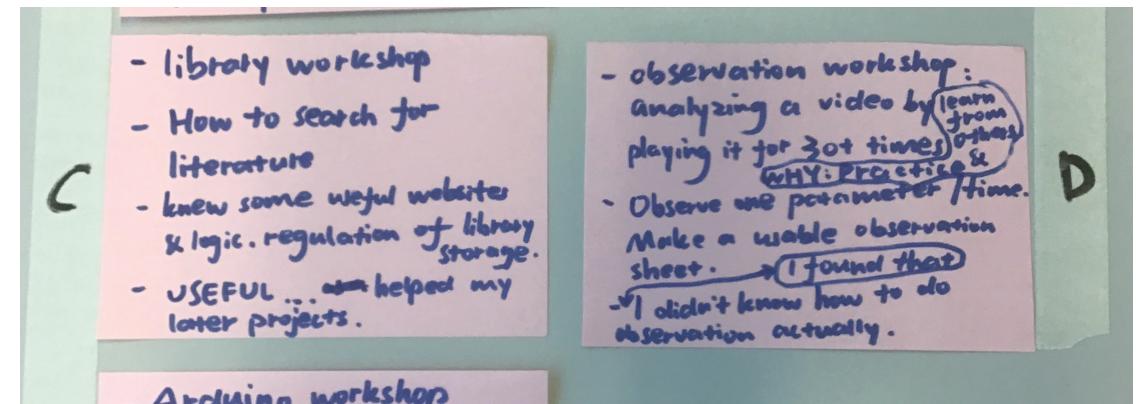 C
- library workshop
- How to search for
literature
- knew some useful websites
& logic. regulation of library
storage.
- USEFUL... helped my
later projects.
- observation workshop:
analyzing a video by
playing it for 30+ times
WHY: Practice &
learn
from
others
- Observe one parameter/time.
Make a usable observation
sheet. → I found that
- I didn't know how to do
observation actually.
D
Arduino workshop